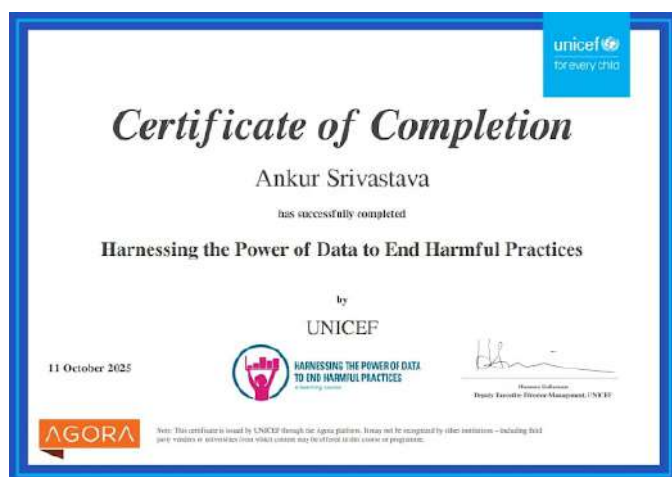 unicef
for every child
Certificate of Completion
Ankur Srivastava
has successfully completed
Harnessing the Power of Data to End Harmful Practices
by
UNICEF
11 October 2025
HARNESSING THE POWER OF DATA
TO END HARMFUL PRACTICES
e-learning course
Deputy Executive Director Management, UNICEF
AGORA
Note: This certificate is issued by UNICEF through the Agora platform. It may not be recognized by other institutions – including third
party vendors or universities from which content may be offered in this course or programme.